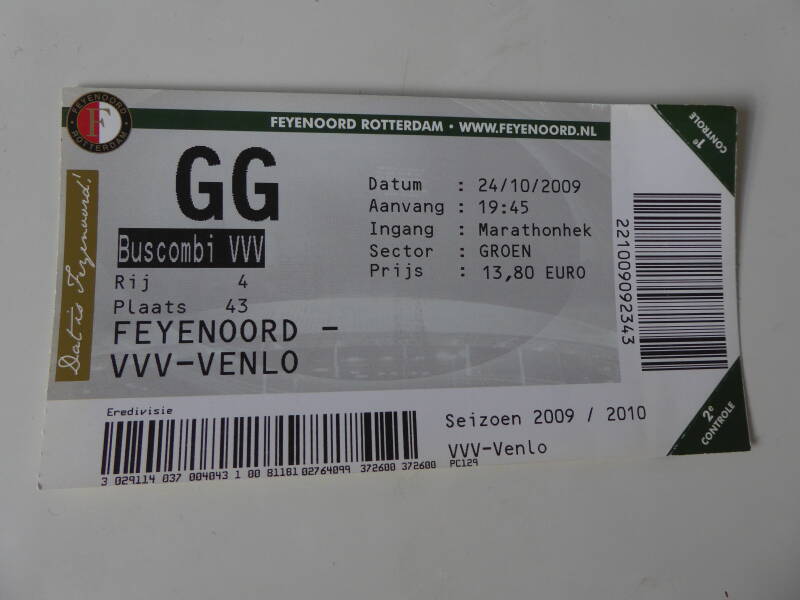 FEYENOORD
ROTTERDAM
F
FEYENOORD ROTTERDAM • WWW.FEYENOORD.NL
1e CONTROLE
Dat is Feyenoord!
GG
Buscombi VVV
Rij 4
Plaats 43
FEYENOORD -
VVV-VENLO
Datum : 24/10/2009
Aanvang : 19:45
Ingang : Marathonhek
Sector : GROEN
Prijs : 13,80 EURO
221009092343
Eredivisie
3 029114 037 004043 1 00 81181 02764099 372600 372600
Seizoen 2009 / 2010
VVV-Venlo
PC129
2e CONTROLE